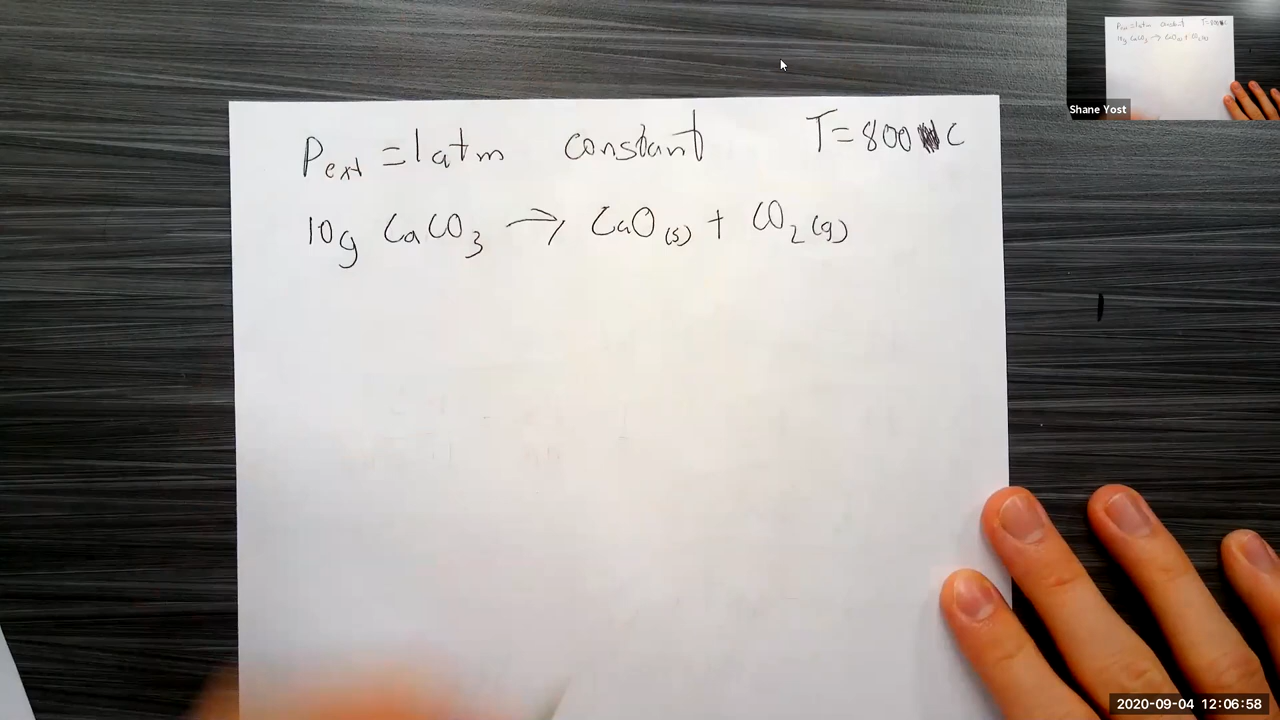 Pext = 1atm constant T = 800 C
10g CaCO3 → CaO(s) + CO2(g)
Shane Yost
2020-09-04 12:06:58